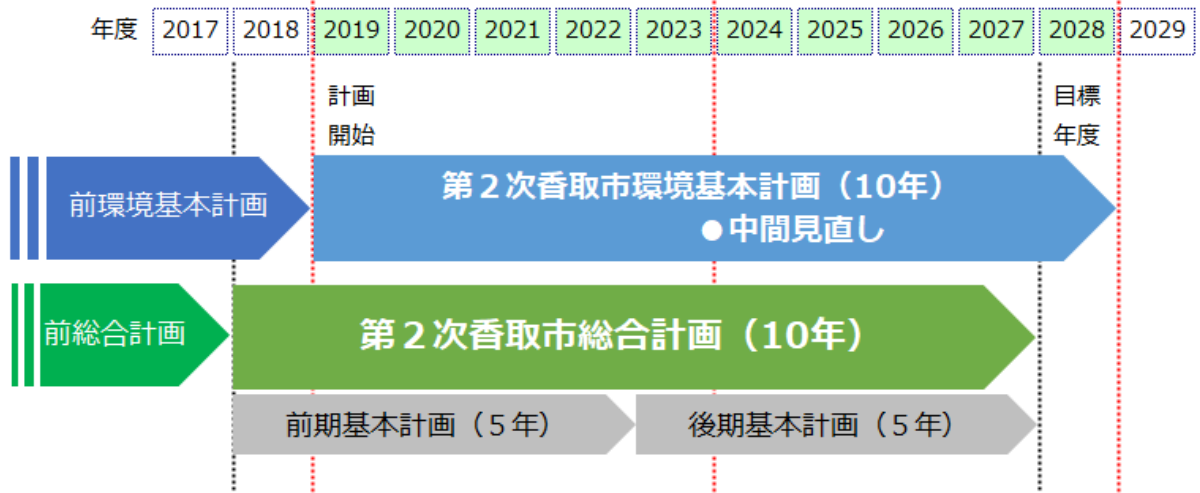 年度 2017 2018 2019 2020 2021 2022 2023 2024 2025 2026 2027 2028 2029
計画
開始
目標
年度
前環境基本計画
第２次香取市環境基本計画（10年）
●中間見直し
前総合計画
第２次香取市総合計画（10年）
前期基本計画（５年）
後期基本計画（５年）